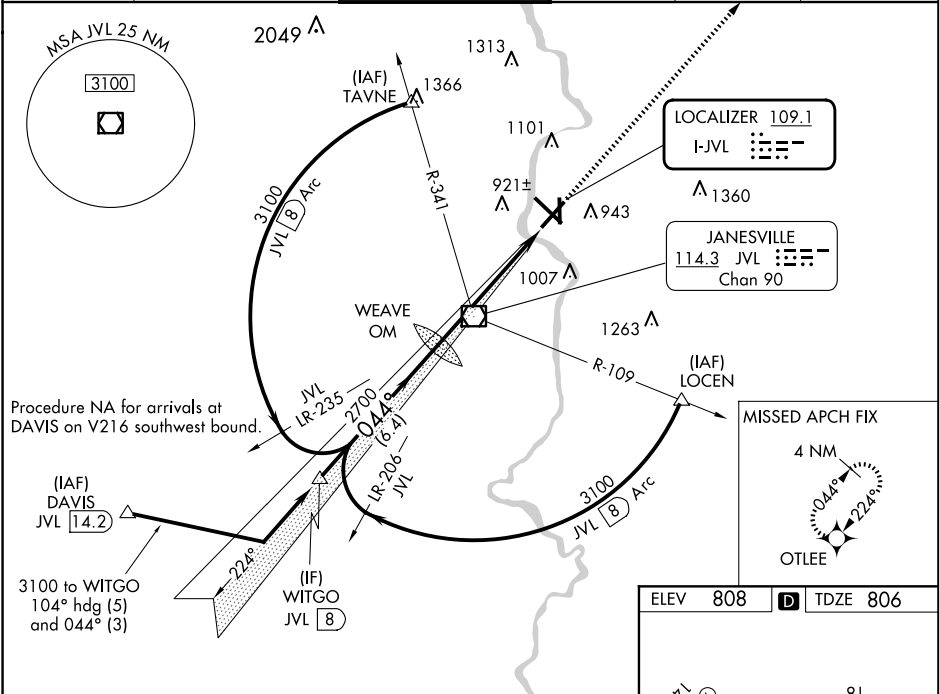 MSA JVL 25 NM
3100
2049
1313
(IAF)
TAVNE
1366
1101
LOCALIZER 109.1
I-JVL
921±
943
1360
R-341
3100
JVL 8 Arc
JANESVILLE
114.3 JVL
Chan 90
1007
WEAVE
OM
1263
R-109
(IAF)
LOCEN
JVL
LR-235
2700
044°
(6.4)
LR-206
JVL
Procedure NA for arrivals at
DAVIS on V216 southwest bound.
(IAF)
DAVIS
JVL 14.2
3100
JVL 8 Arc
224°
3100 to WITGO
104° hdg (5)
and 044° (3)
(IF)
WITGO
JVL 8
MISSED APCH FIX
4 NM
044°
224°
OTLEE
ELEV 808 D TDZE 806